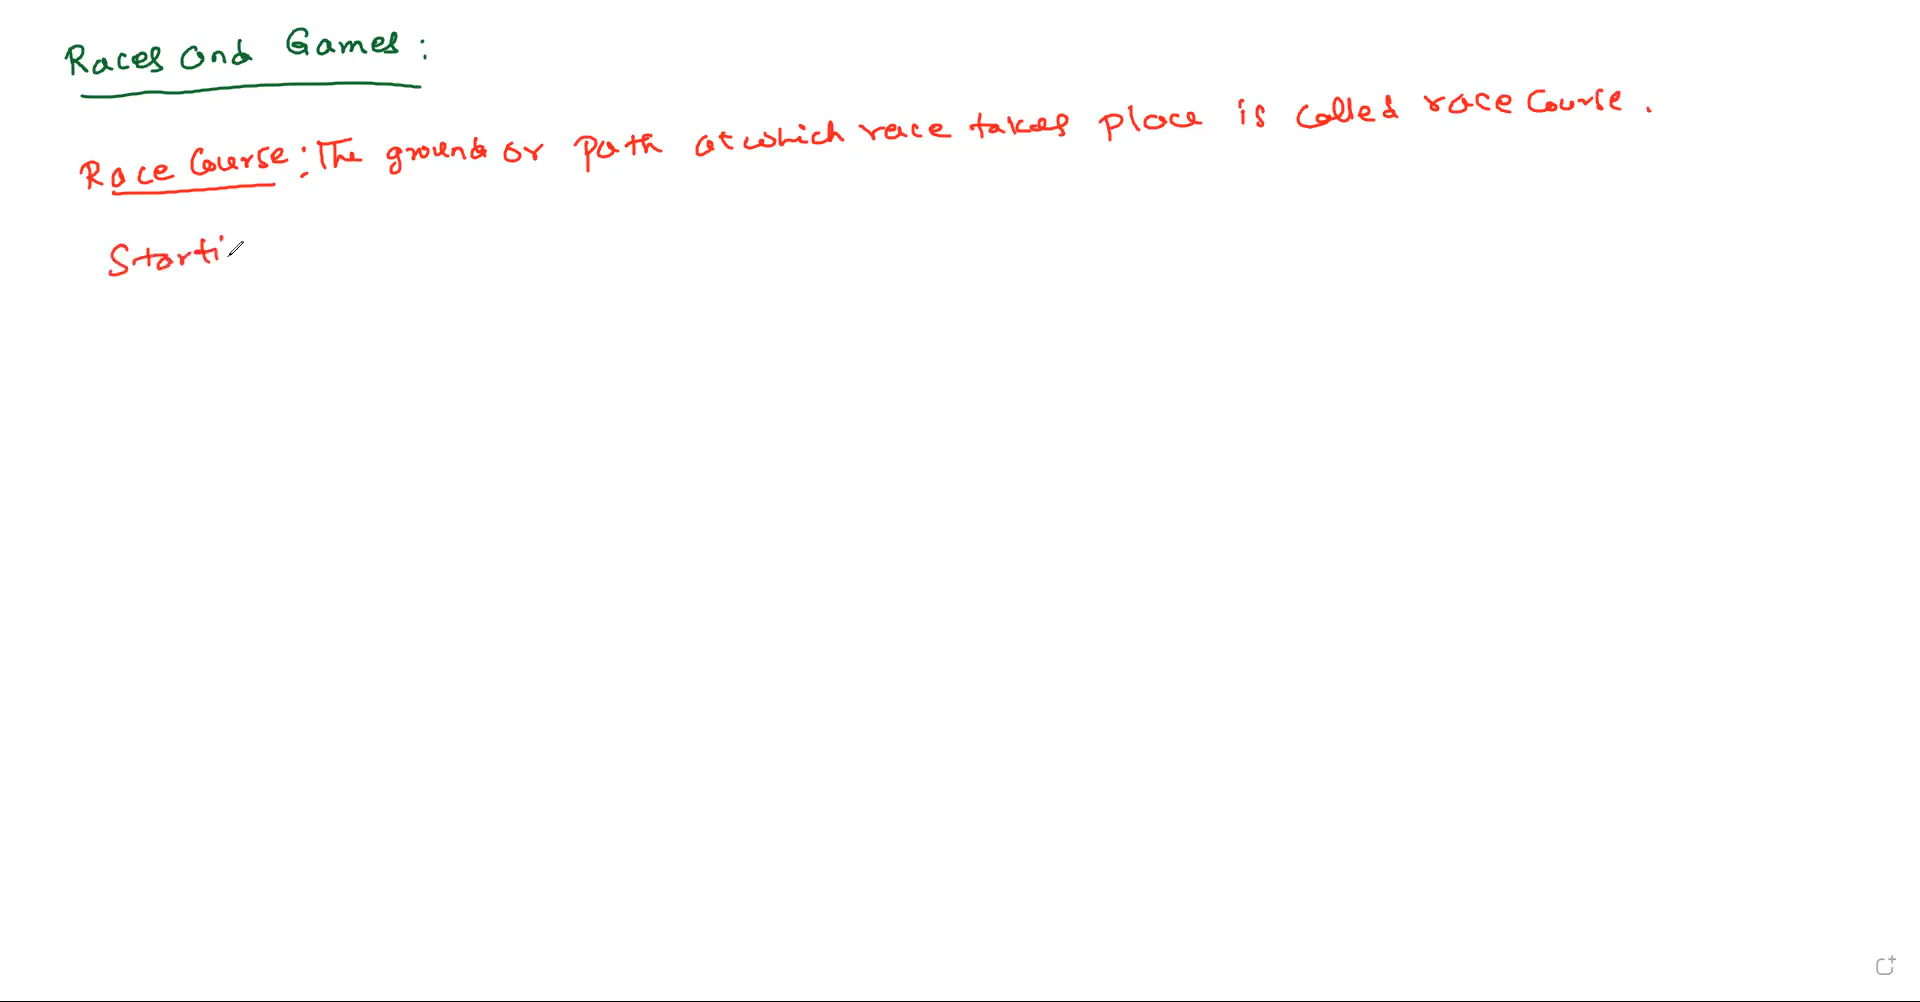 Races and Games:
Race Course: The ground or path at which race takes place is called race Course.
Starti